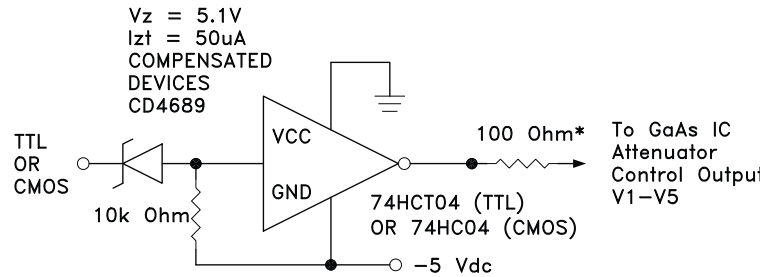 Vz = 5.1V
Izt = 50uA
COMPENSATED
DEVICES
CD4689
TTL
OR
CMOS
10k Ohm
VCC
GND
74HCT04 (TTL)
OR 74HC04 (CMOS)
-5 Vdc
100 Ohm*
To GaAs IC
Attenuator
Control Output
V1-V5